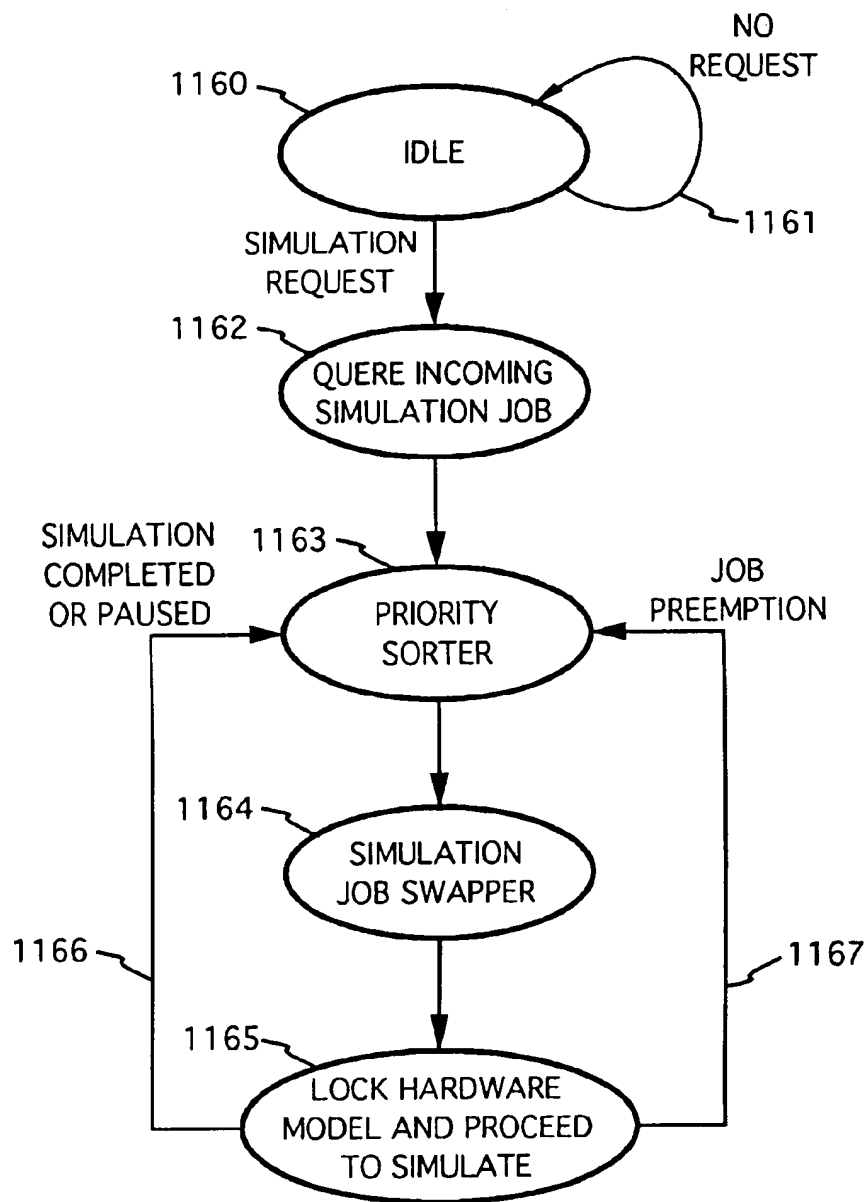 NO
REQUEST
1160
IDLE
1161
SIMULATION
REQUEST
1162
QUERE INCOMING
SIMULATION JOB
SIMULATION
COMPLETED
OR PAUSED
1163
JOB
PREEMPTION
PRIORITY
SORTER
1164
SIMULATION
JOB SWAPPER
1166
1167
1165
LOCK HARDWARE
MODEL AND PROCEED
TO SIMULATE